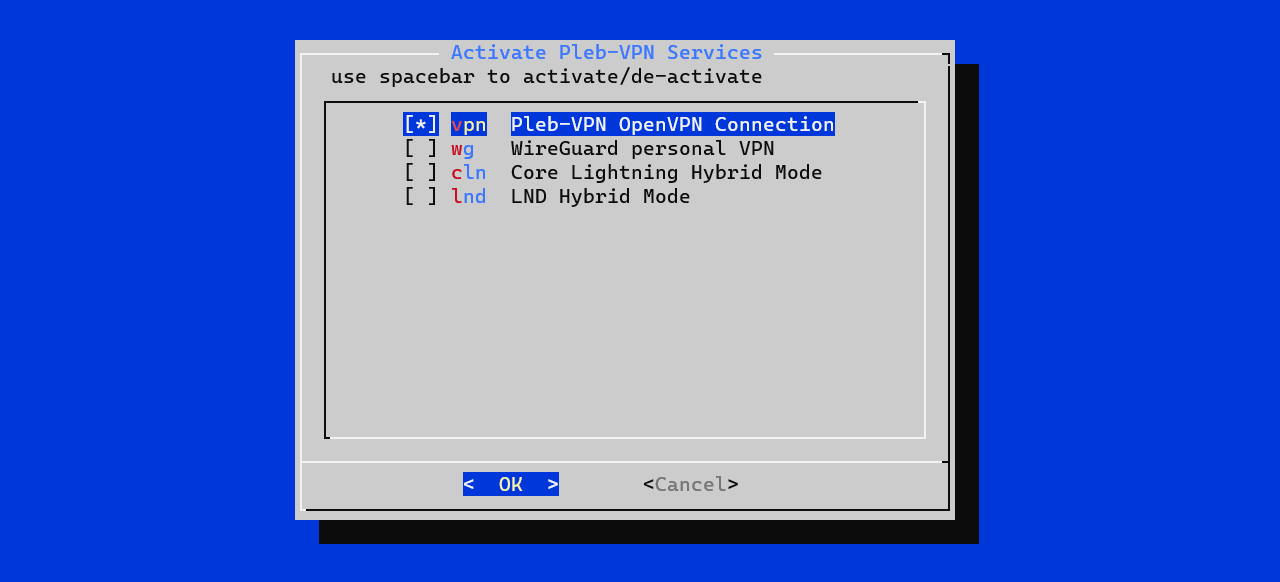 Activate Pleb-VPN Services
use spacebar to activate/de-activate
[*] vpn Pleb-VPN OpenVPN Connection
[ ] wg WireGuard personal VPN
[ ] cln Core Lightning Hybrid Mode
[ ] lnd LND Hybrid Mode
< OK > <Cancel>